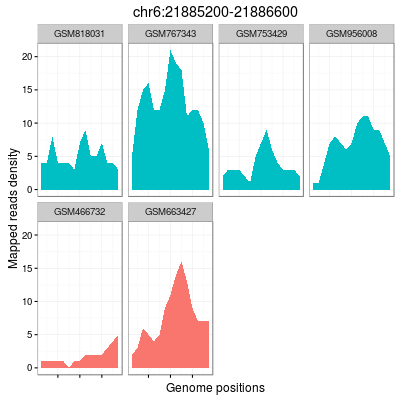 chr6:21885200-21886600
GSM818031
GSM767343
GSM753429
GSM956008
20
15
10
5
0
Mapped reads density
GSM466732
GSM663427
20
15
10
5
0
Genome positions